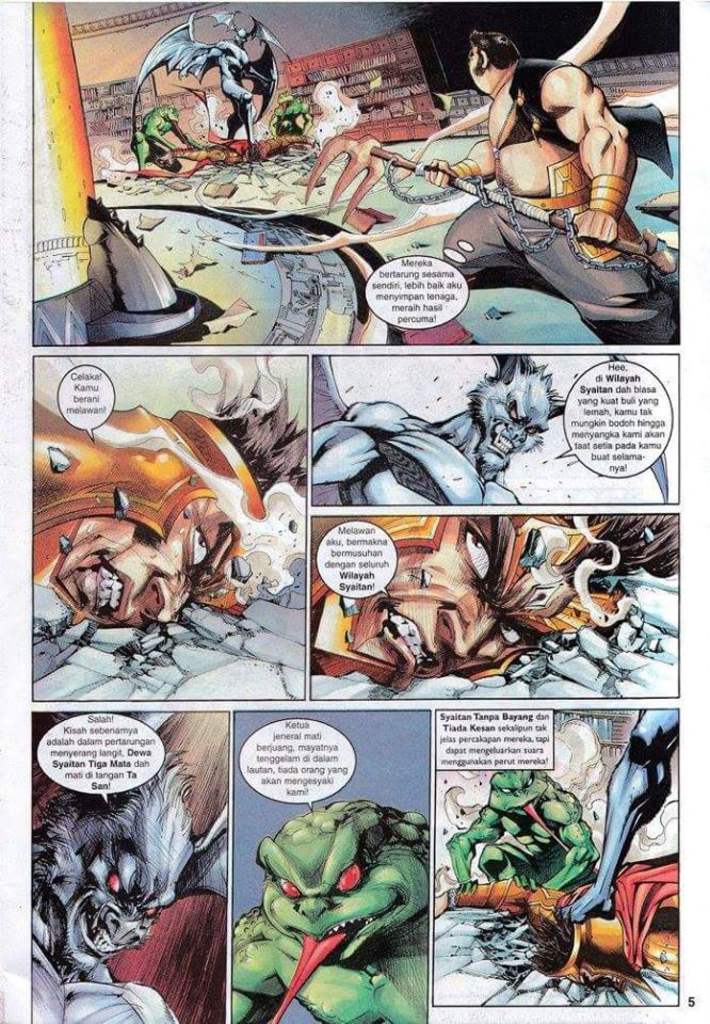 Mereka
bertarung sesama
sendiri, lebih baik aku
menyimpan tenaga,
meraih hasil
percuma!
Celaka!
Kamu
berani
melawan!
Hee,
di Wilayah
Syaitan dah biasa
yang kuat buli yang
lemah, kamu tak
mungkin bodoh hingga
menyangka kami akan
taat setia pada kamu
buat selama-
nya!
Melawan
aku, bermakna
bermusuhan
dengan seluruh
Wilayah
Syaitan!
Salah!
Kisah sebenarnya
adalah dalam pertarungan
menyerang langit, Dewa
Syaitan Tiga Mata dah
mati di tangan Ta
San!
Ketua
jeneral mati
berjuang, mayatnya
tenggelam di dalam
lautan, tiada orang yang
akan mengesyaki
kami!
Syaitan Tanpa Bayang dan
Tiada Kesan sekalipun tak
jelas percakapan mereka, tapi
dapat mengeluarkan suara
menggunakan perut mereka!
5